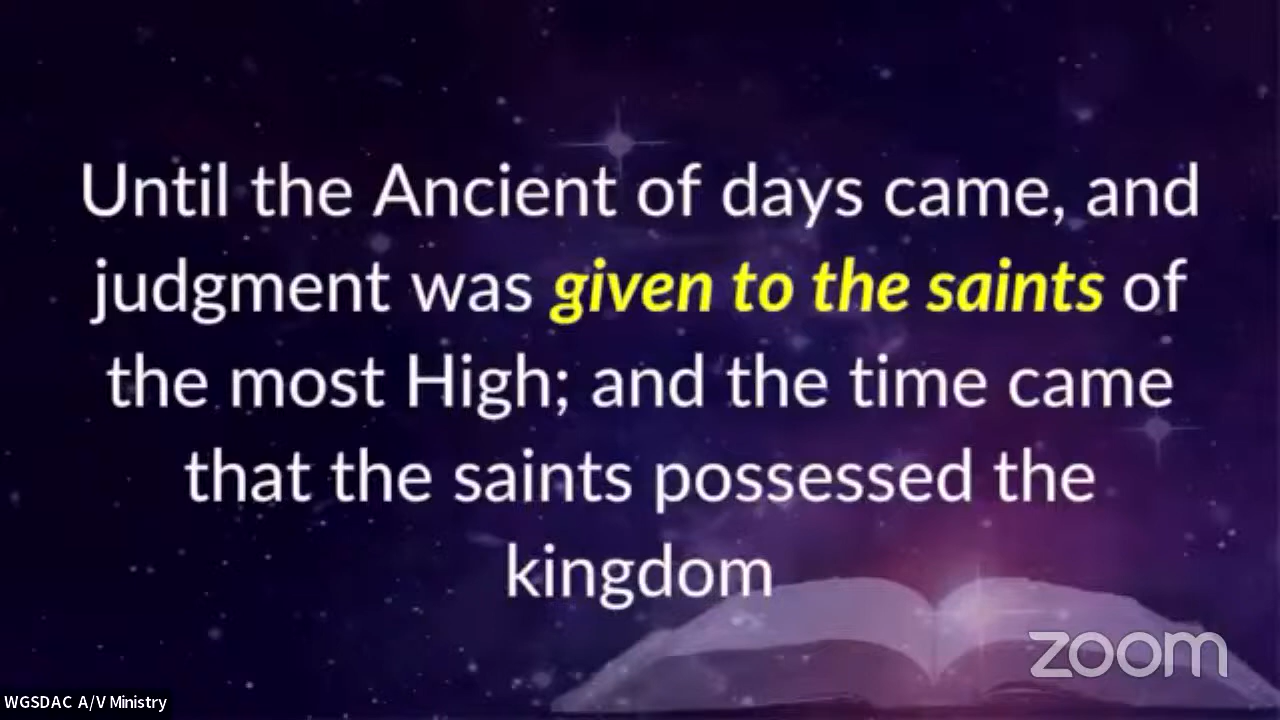 Until the Ancient of days came, and
judgment was given to the saints of
the most High; and the time came
that the saints possessed the
kingdom
zoom
WGSDAC A/V Ministry